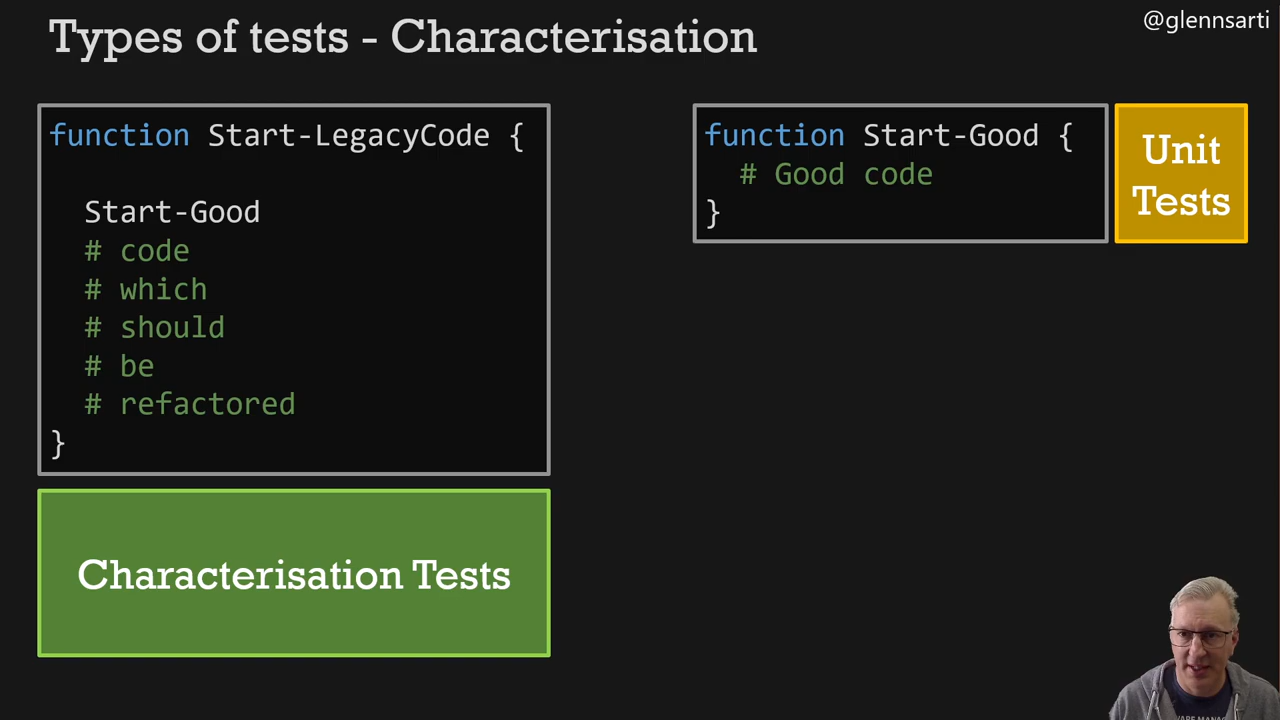 @glennsarti
Types of tests - Characterisation
function Start-LegacyCode {
Start-Good
# code
# which
# should
# be
# refactored
}
Characterisation Tests
function Start-Good {
# Good code
}
Unit
Tests